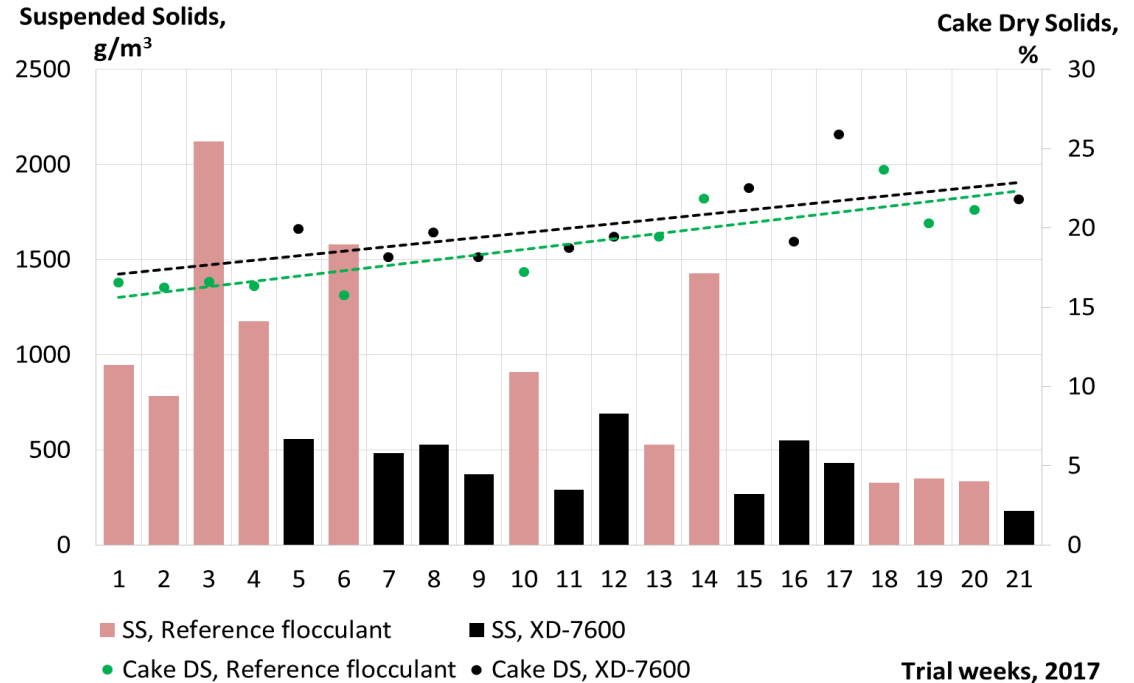 Suspended Solids,
g/m³
Cake Dry Solids,
%
2500
2000
1500
1000
500
0
30
25
20
15
10
5
0
1 2 3 4 5 6 7 8 9 10 11 12 13 14 15 16 17 18 19 20 21
SS, Reference flocculant SS, XD-7600
Cake DS, Reference flocculant Cake DS, XD-7600
Trial weeks, 2017